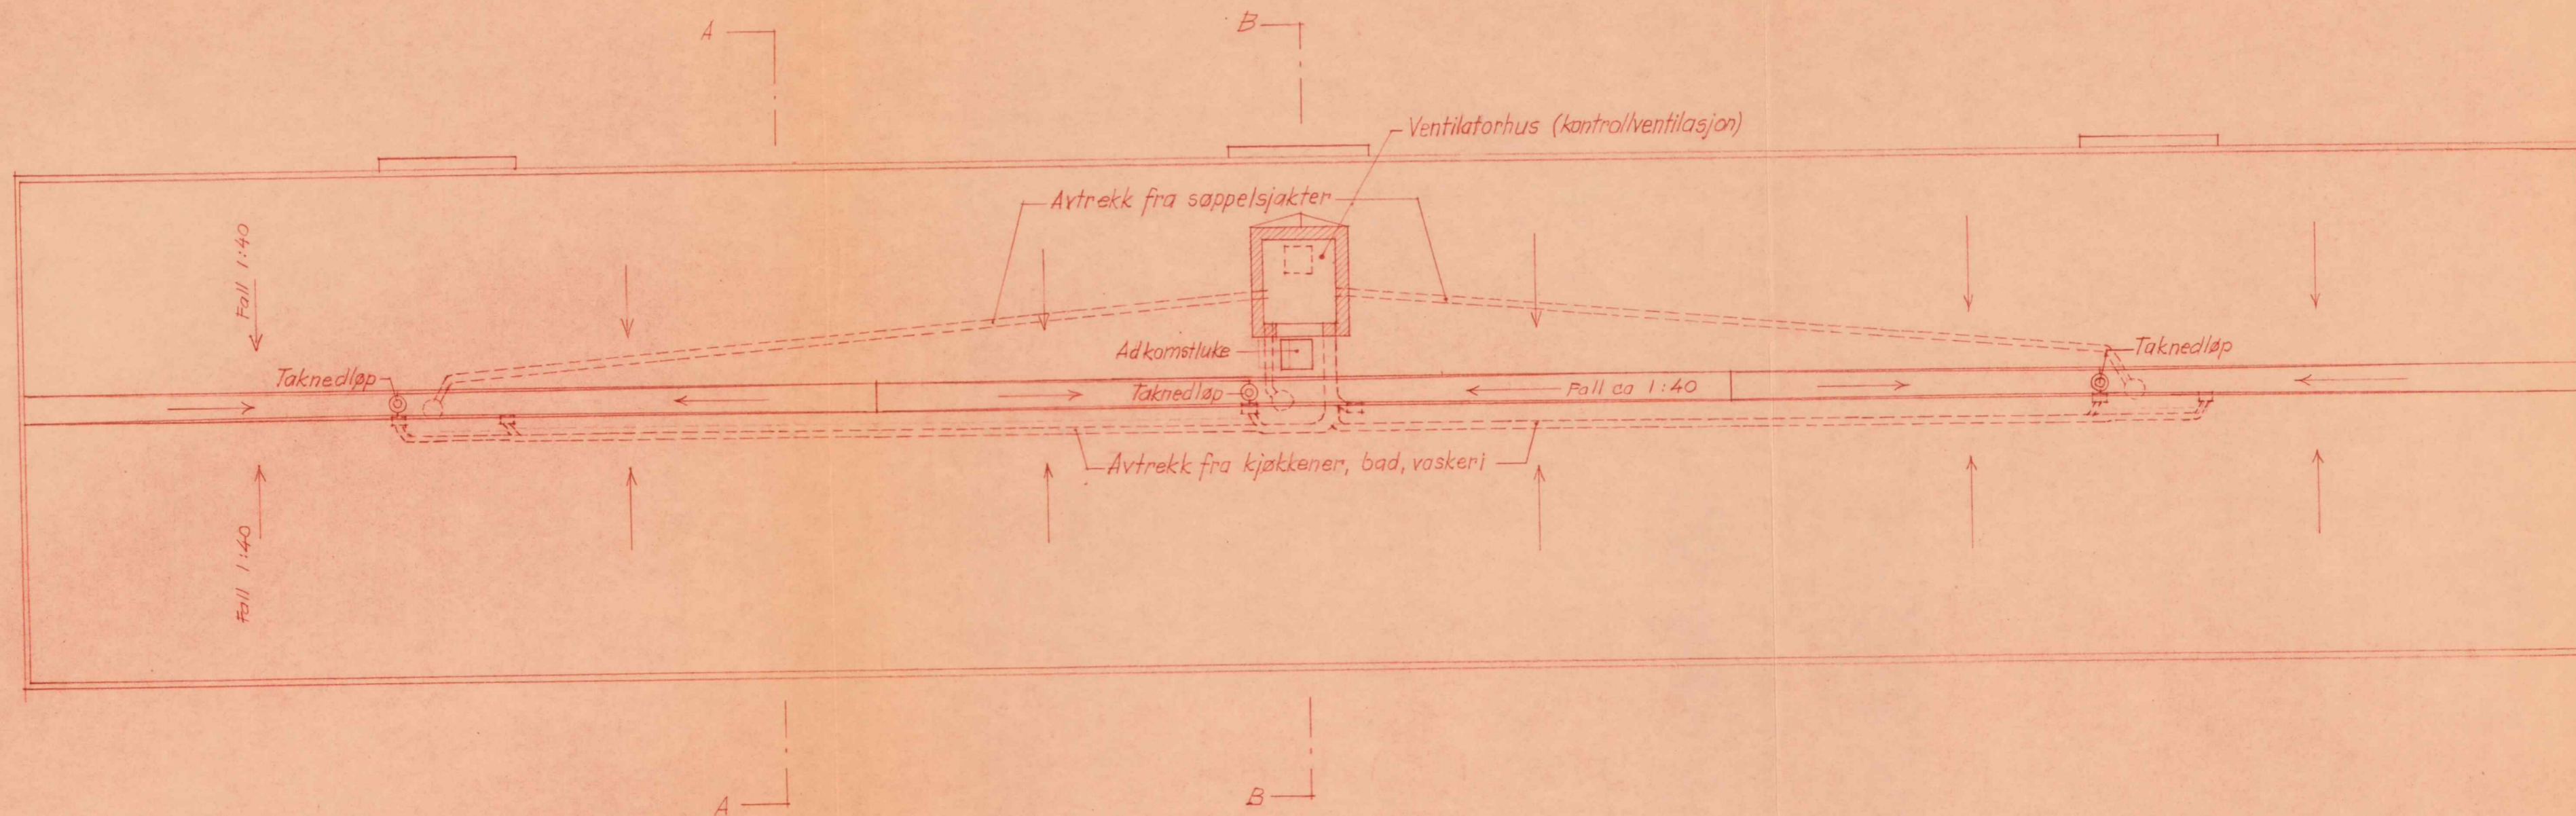 A
B
Ventilatorhus (kontrollventilasjon)
Avtrekk fra søppelsjakter
Fall 1:40
Adkomstluke
Taknedløp
Taknedløp
Taknedløp
Fall ca 1:40
Avtrekk fra kjøkkener, bad, vaskeri
Fall 1:40
A
B